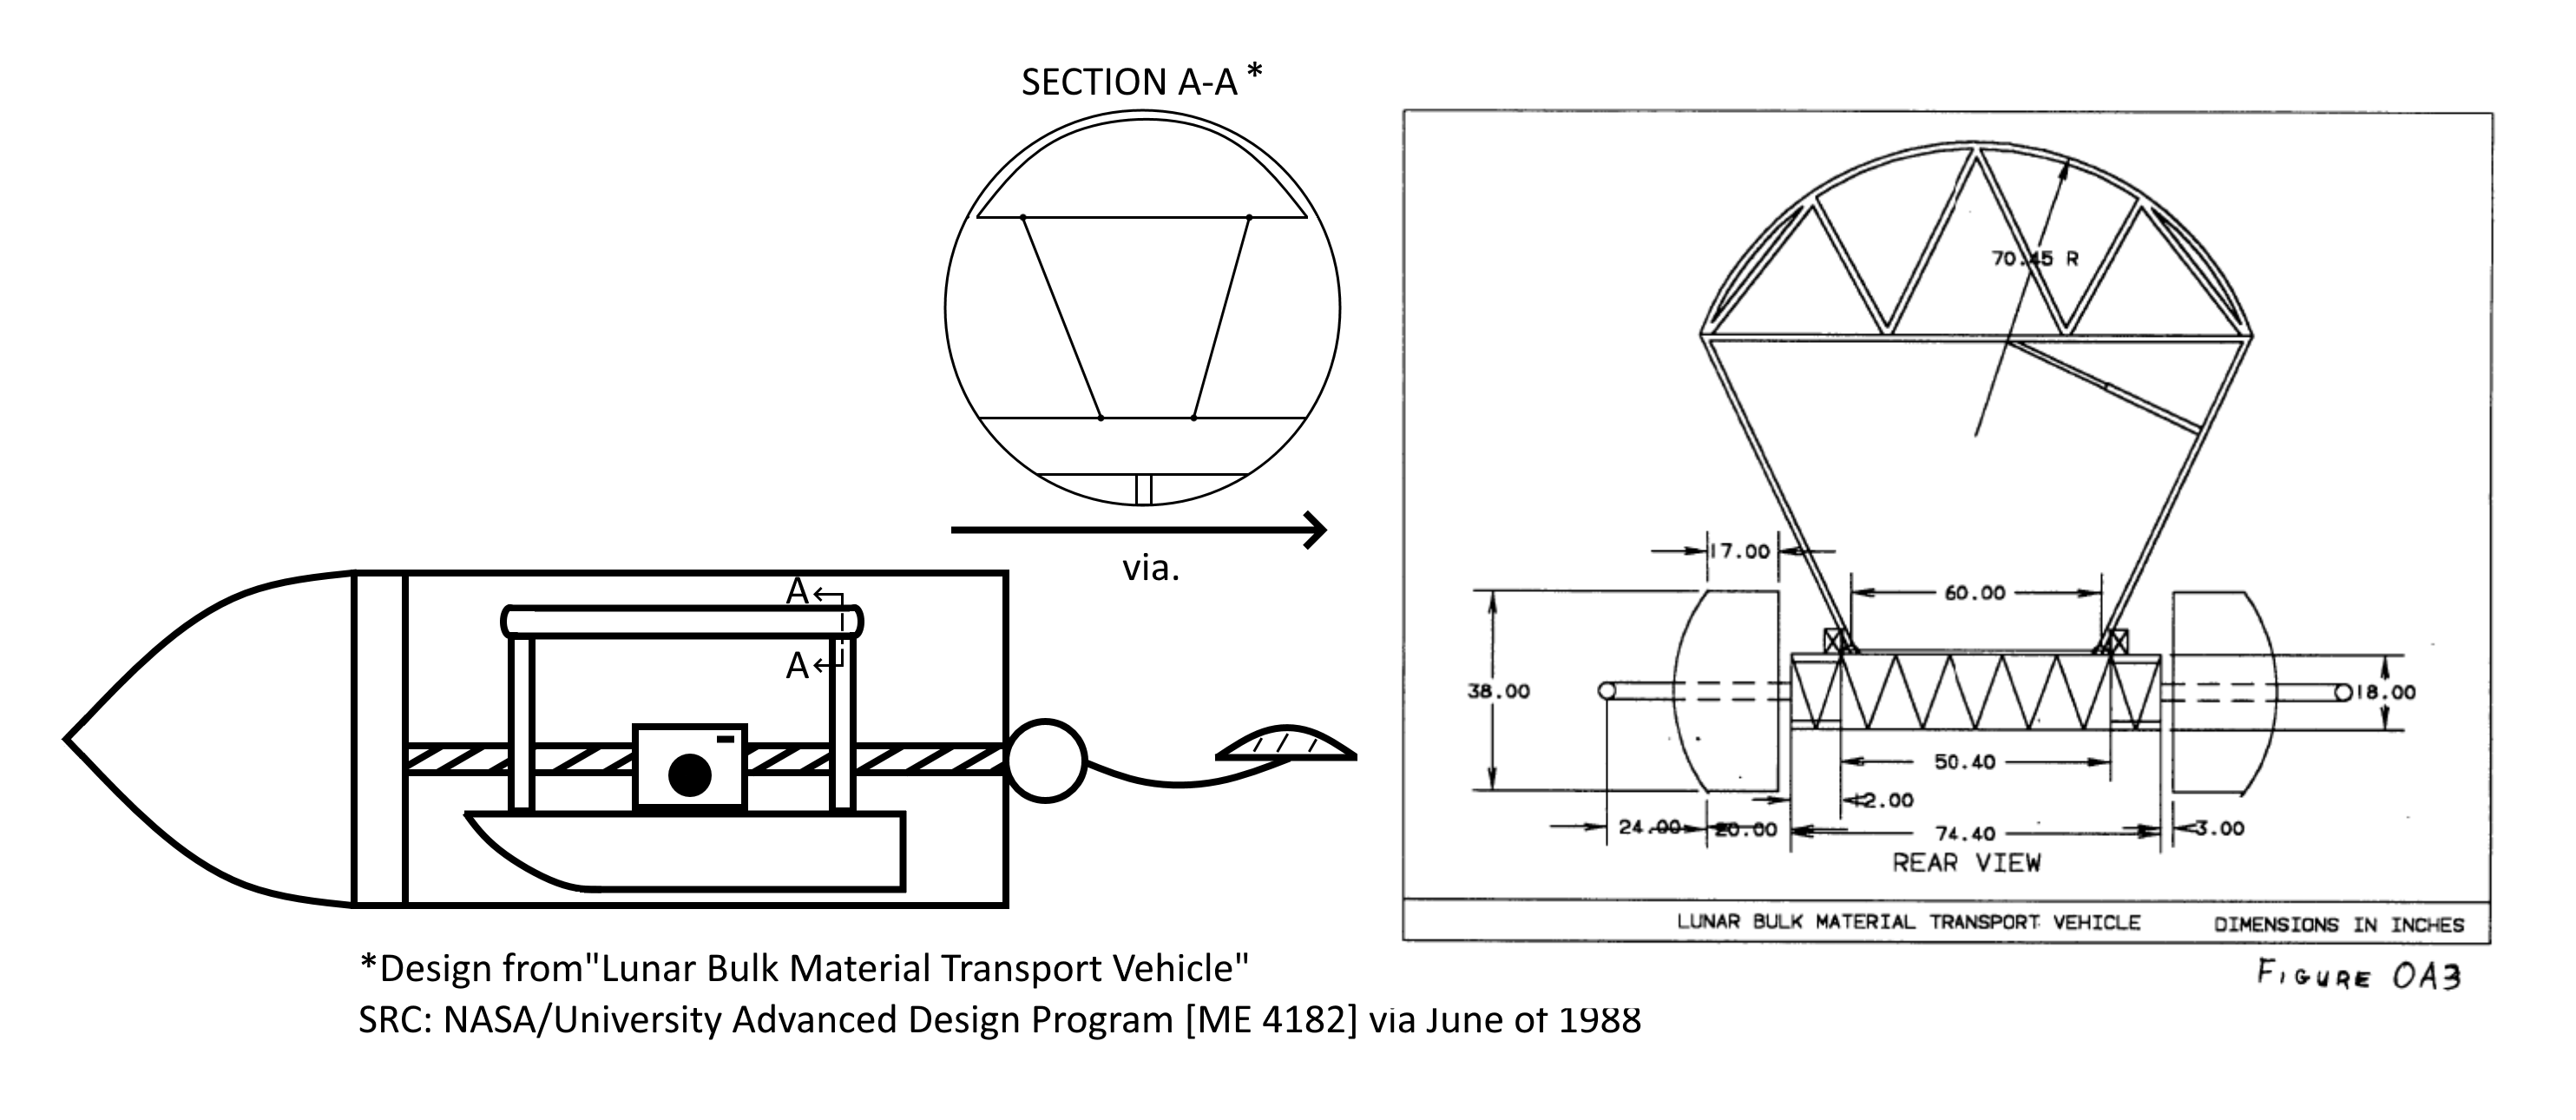 SECTION A-A *
via.
A
A
*Design from"Lunar Bulk Material Transport Vehicle"
SRC: NASA/University Advanced Design Program [ME 4182] via June of 1988
70.45 R
17.00
60.00
38.00
18.00
50.40
2.00
24.00
20.00
74.40
3.00
REAR VIEW
LUNAR BULK MATERIAL TRANSPORT VEHICLE DIMENSIONS IN INCHES
FIGURE OA3